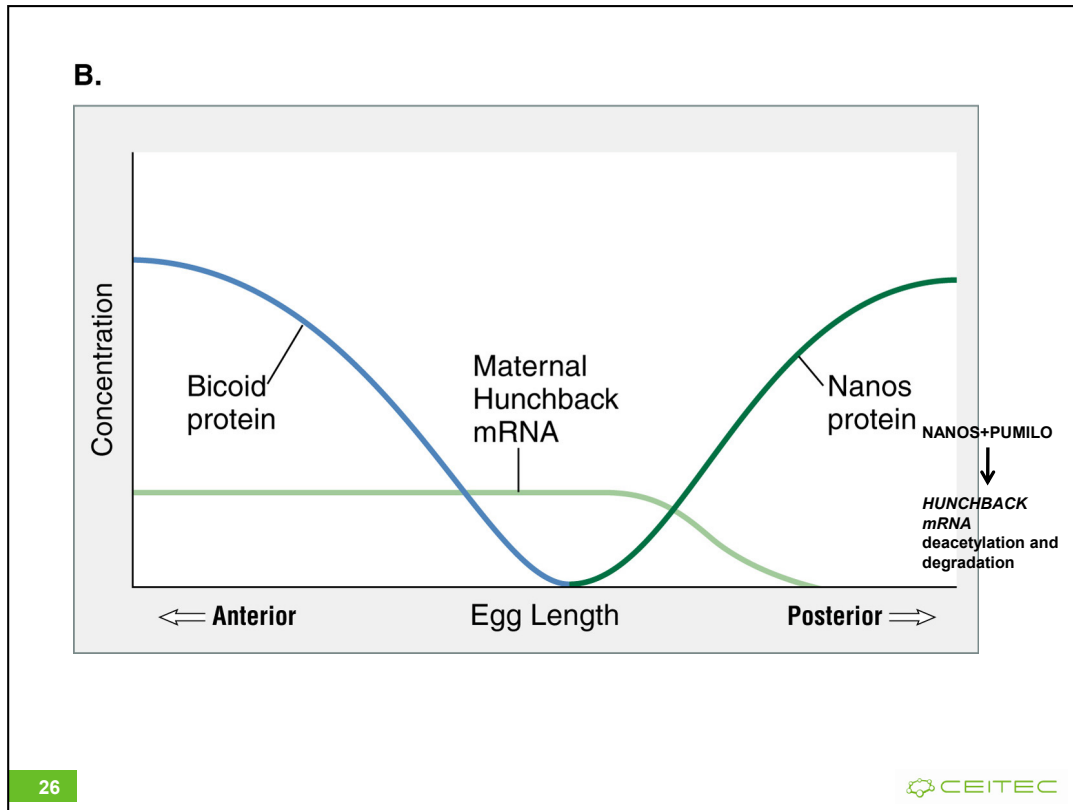 B.
Concentration
Bicoid
protein
Maternal
Hunchback
mRNA
Nanos
protein
NANOS+PUMILO
HUNCHBACK
mRNA
deacetylation and
degradation
Anterior
Egg Length
Posterior
26
CEITEC